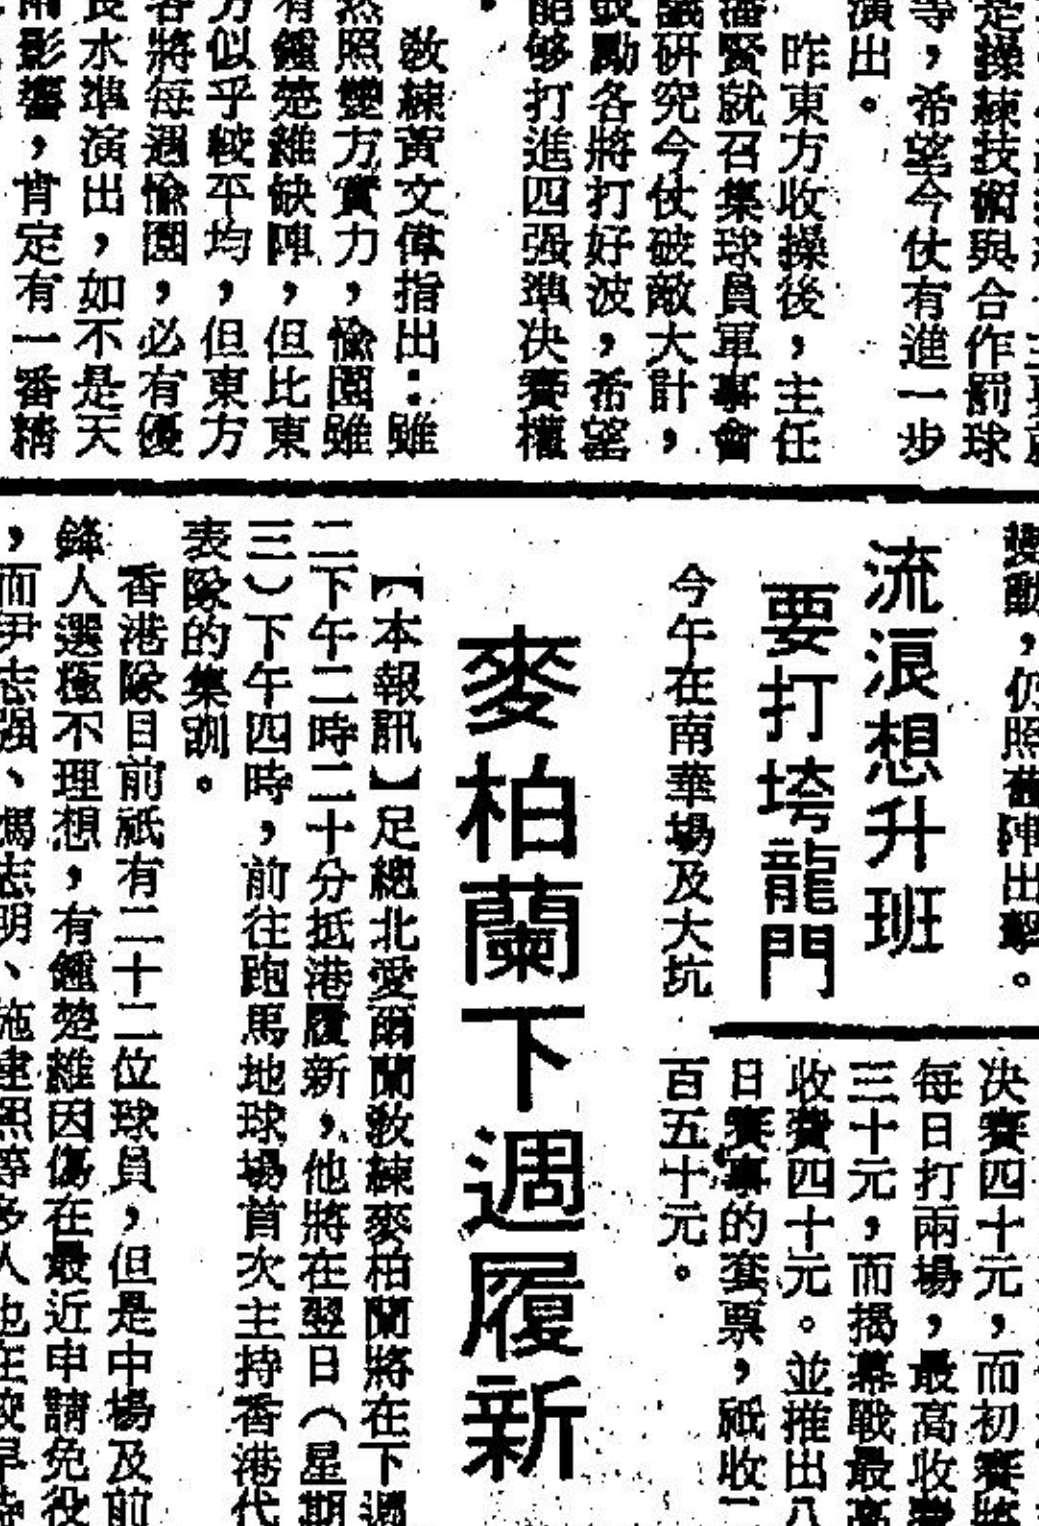 是操練技術與合作罰球
等，希望今仗有進一步
演出。
昨東方收操後，主任
潘賢就召集球員軍事會
議研究今仗破敵大計，
或勵各將打好波，希望
能够打進四强準决賽權
。
教練黃文偉指出：雖
然照雙方實力，愉園雖
有鍾楚維缺陣，但比東
方似乎較平均，但東方
各將每遇愉園，必有優
良水準演出，如不是天
雨影響，肯定有一番精
變動，仍照舊陣出擊。
流浪想升班
要打垮龍門
今午在南華場及大坑
决賽四十元，而初賽將
每日打兩場，最高收費
三十元，而揭幕戰最高
收費四十元。並推出八
日賽事的套票，祇收一
百五十元。
麥柏蘭下週履新
【本報訊】足總北愛爾蘭教練麥柏蘭將在下週
二下午二時二十分抵港履新，他將在翌日（星期
三）下午四時，前往跑馬地球場首次主持香港代
表隊的集訓。
香港隊目前祇有二十二位球員，但是中場及前
鋒人選極不理想，有鍾楚維因傷在最近申請免役
，而伊志强、馮志明、施建熙等多人也在較早時